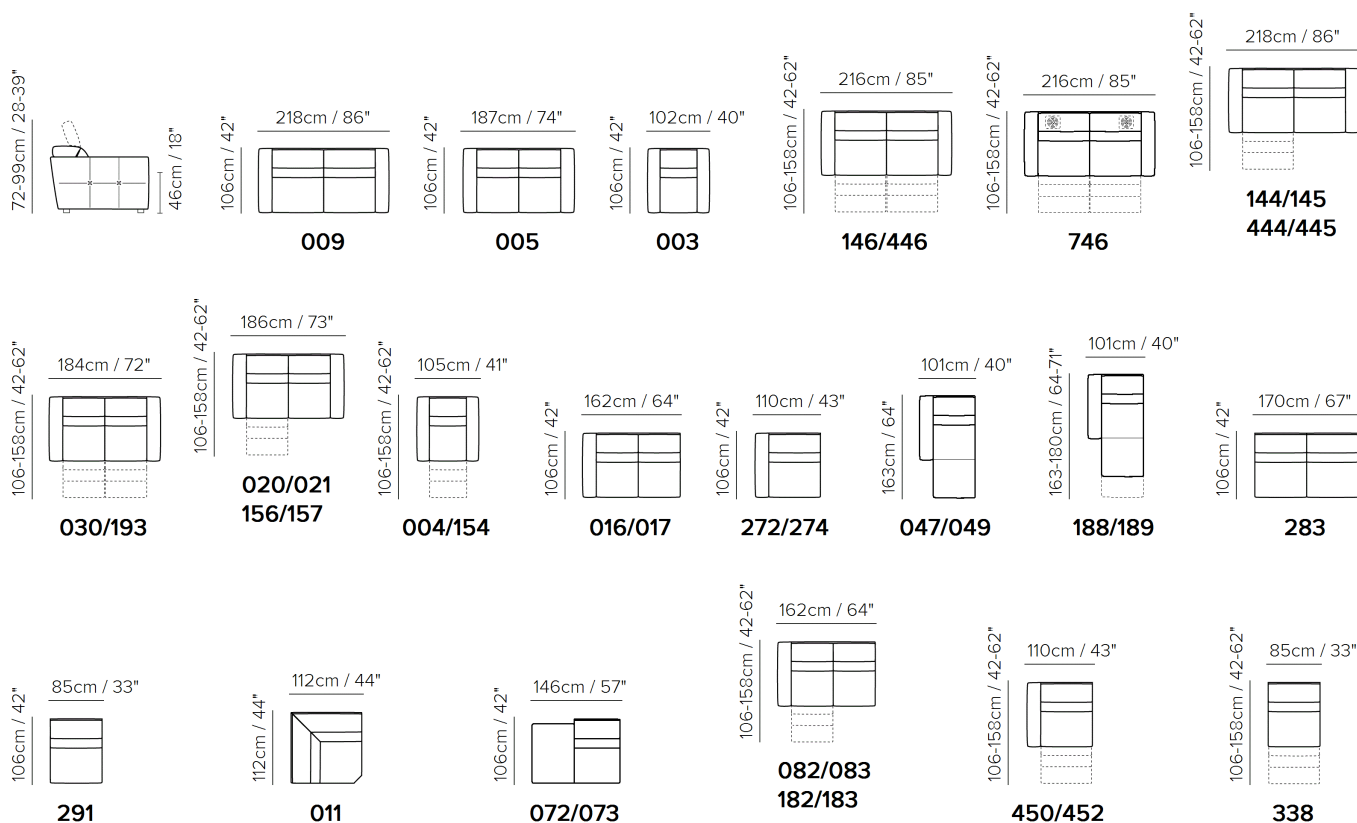 72-99cm / 28-39"
46cm / 18"
106cm / 42"
218cm / 86"
009
106cm / 42"
187cm / 74"
005
106cm / 42"
102cm / 40"
003
106-158cm / 42-62"
216cm / 85"
146/446
106-158cm / 42-62"
216cm / 85"
746
106-158cm / 42-62"
218cm / 86"
144/145
444/445
106-158cm / 42-62"
184cm / 72"
030/193
106-158cm / 42-62"
186cm / 73"
020/021
156/157
106-158cm / 42-62"
105cm / 41"
004/154
106cm / 42"
162cm / 64"
016/017
106cm / 42"
110cm / 43"
272/274
163cm / 64"
101cm / 40"
047/049
163-180cm / 64-71"
101cm / 40"
188/189
106cm / 42"
170cm / 67"
283
106cm / 42"
85cm / 33"
291
112cm / 44"
112cm / 44"
011
106cm / 42"
146cm / 57"
072/073
106-158cm / 42-62"
162cm / 64"
082/083
182/183
106-158cm / 42-62"
110cm / 43"
450/452
106-158cm / 42-62"
85cm / 33"
338